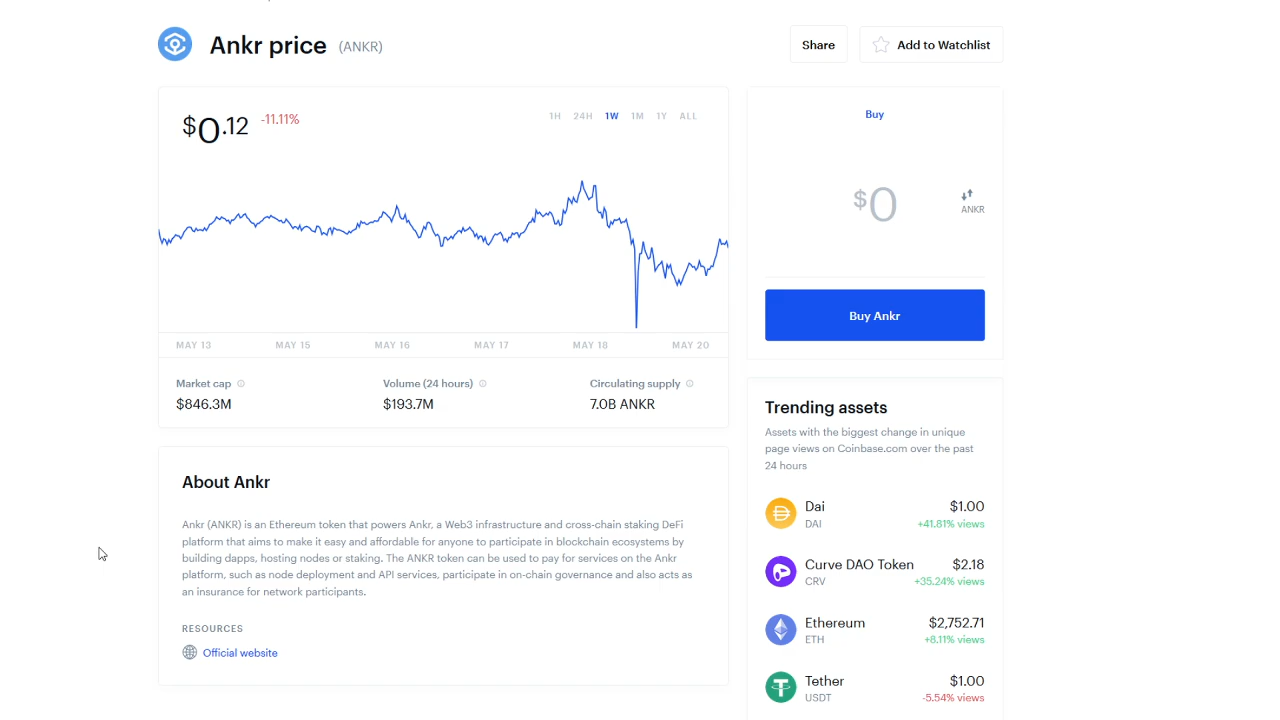 Ankr price (ANKR)
Share
Add to Watchlist
$0.12 -11.11%
1H 24H 1W 1M 1Y ALL
MAY 13 MAY 15 MAY 16 MAY 17 MAY 18 MAY 20
Market cap
$846.3M
Volume (24 hours)
$193.7M
Circulating supply
7.0B ANKR
About Ankr
Ankr (ANKR) is an Ethereum token that powers Ankr, a Web3 infrastructure and cross-chain staking DeFi
platform that aims to make it easy and affordable for anyone to participate in blockchain ecosystems by
building dapps, hosting nodes or staking. The ANKR token can be used to pay for services on the Ankr
platform, such as node deployment and API services, participate in on-chain governance and also acts as
an insurance for network participants.
RESOURCES
Official website
Buy
$0
ANKR
Buy Ankr
Trending assets
Assets with the biggest change in unique
page views on Coinbase.com over the past
24 hours
Dai $1.00
DAI +41.81% views
Curve DAO Token $2.18
CRV +35.24% views
Ethereum $2,752.71
ETH +8.11% views
Tether $1.00
USDT -5.54% views